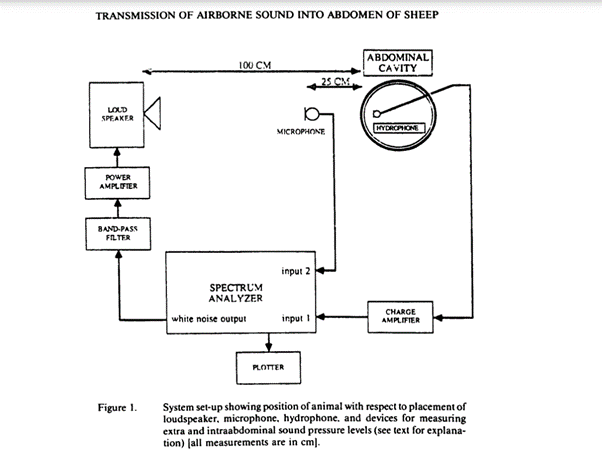 TRANSMISSION OF AIRBORNE SOUND INTO ABDOMEN OF SHEEP
100 CM
ABDOMINAL
CAVITY
25 CM
LOUD
SPEAKER
MICROPHONE
HYDROPHONE
POWER
AMPLIFIER
BAND-PASS
FILTER
input 2
SPECTRUM
ANALYZER
white noise output
input 1
CHARGE
AMPLIFIER
PLOTTER
Figure 1. System set-up showing position of animal with respect to placement of
loudspeaker, microphone, hydrophone, and devices for measuring
extra and intraabdominal sound pressure levels (see text for explana-
tion) [all measurements are in cm].